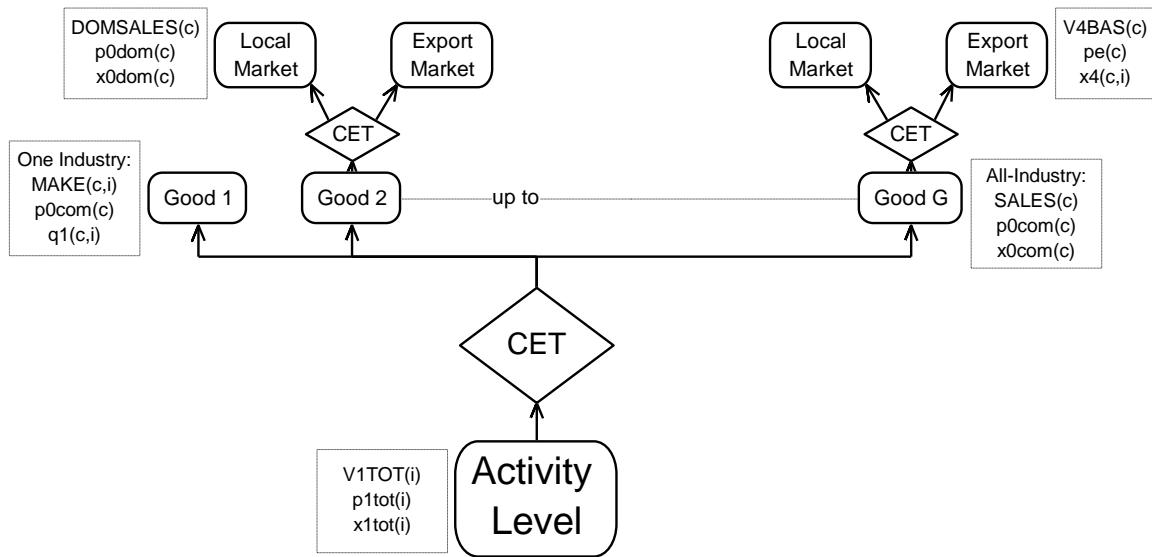 DOMSALES(c)
p0dom(c)
x0dom(c)
Local
Market
Export
Market
Local
Market
Export
Market
V4BAS(c)
pe(c)
x4(c,i)
CET
CET
One Industry:
MAKE(c,i)
p0com(c)
q1(c,i)
Good 1
Good 2
up to
Good G
All-Industry:
SALES(c)
p0com(c)
x0com(c)
CET
V1TOT(i)
p1tot(i)
x1tot(i)
Activity
Level